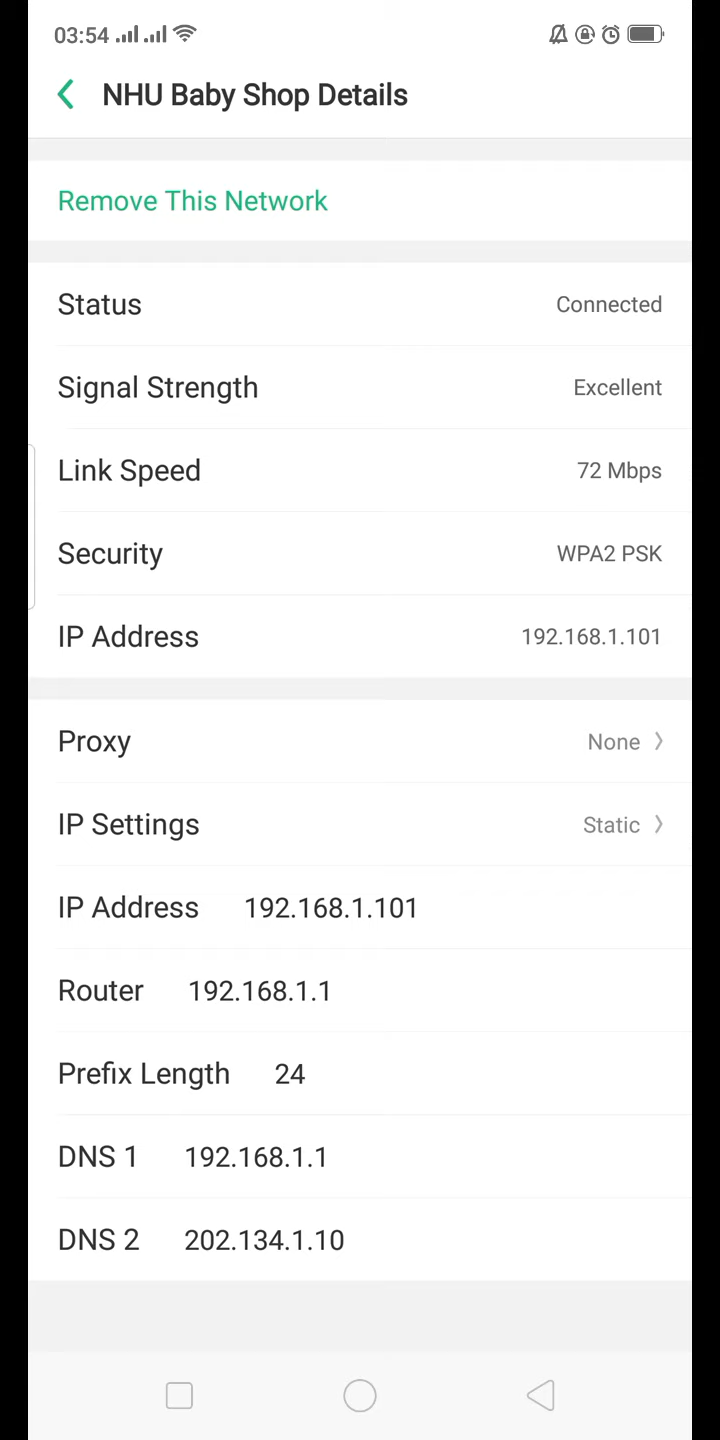 03:54
NHU Baby Shop Details
Remove This Network
Status Connected
Signal Strength Excellent
Link Speed 72 Mbps
Security WPA2 PSK
IP Address 192.168.1.101
Proxy None
IP Settings Static
IP Address 192.168.1.101
Router 192.168.1.1
Prefix Length 24
DNS 1 192.168.1.1
DNS 2 202.134.1.10